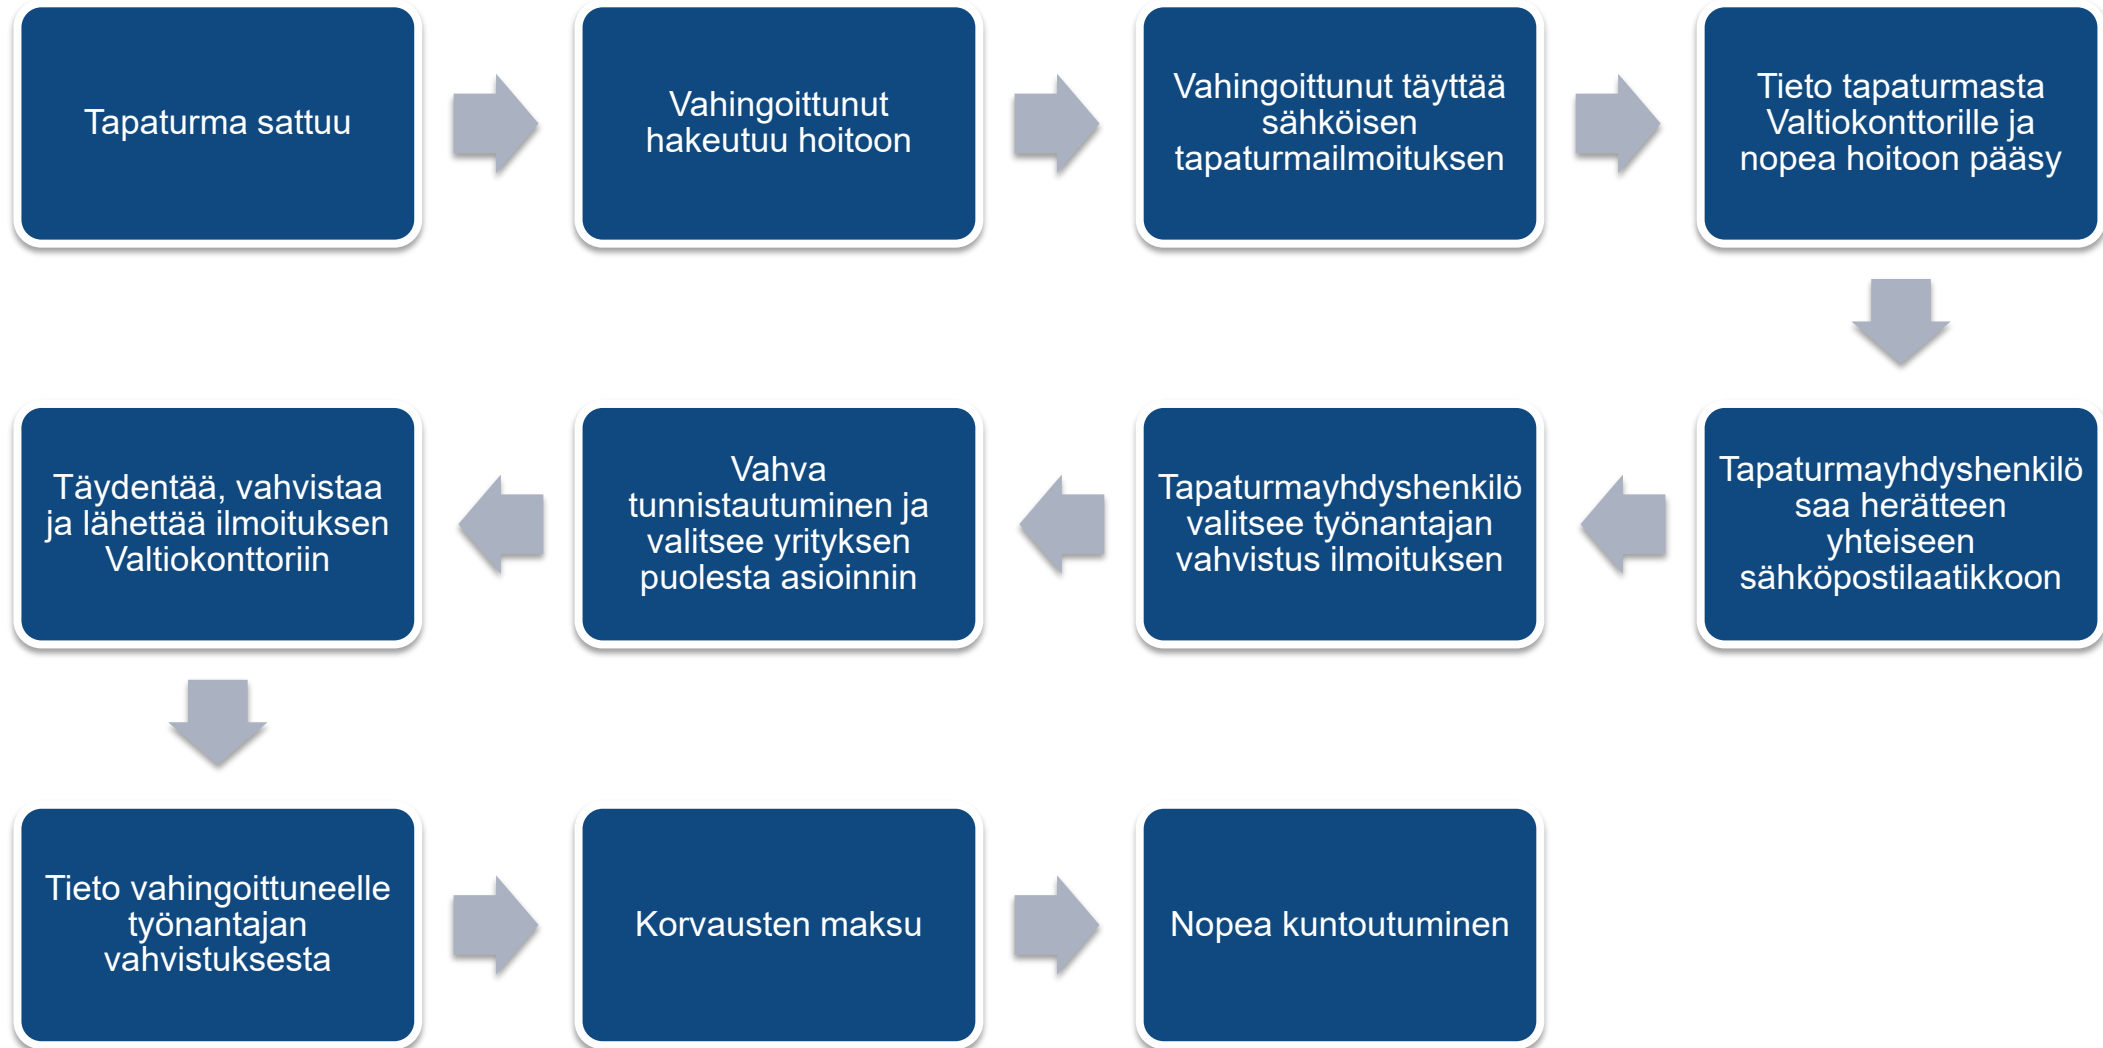 Tapaturma sattuu
Vahingoittunut
hakeutuu hoitoon
Vahingoittunut täyttää
sähköisen
tapaturmailmoituksen
Tieto tapaturmasta
Valtiokonttorille ja
nopea hoitoon pääsy
Tapaturmayhdyshenkilö
saa herätteen
yhteiseen
sähköpostilaatikkoon
Tapaturmayhdyshenkilö
valitsee työnantajan
vahvistus ilmoituksen
Vahva
tunnistautuminen ja
valitsee yrityksen
puolesta asioinnin
Täydentää, vahvistaa
ja lähettää ilmoituksen
Valtiokonttoriin
Tieto vahingoittuneelle
työnantajan
vahvistuksesta
Korvausten maksu
Nopea kuntoutuminen